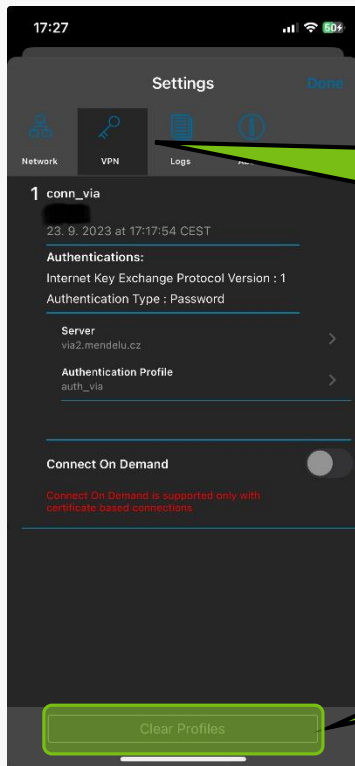 17:27
50
Settings
Done
Network
VPN
Logs
1 conn_via
23. 9. 2023 at 17:17:54 CEST
Authentications:
Internet Key Exchange Protocol Version : 1
Authentication Type : Password
Server
via2.mendelu.cz
Authentication Profile
auth_via
Connect On Demand
Connect On Demand is supported only with
certificate based connections
Clear Profiles